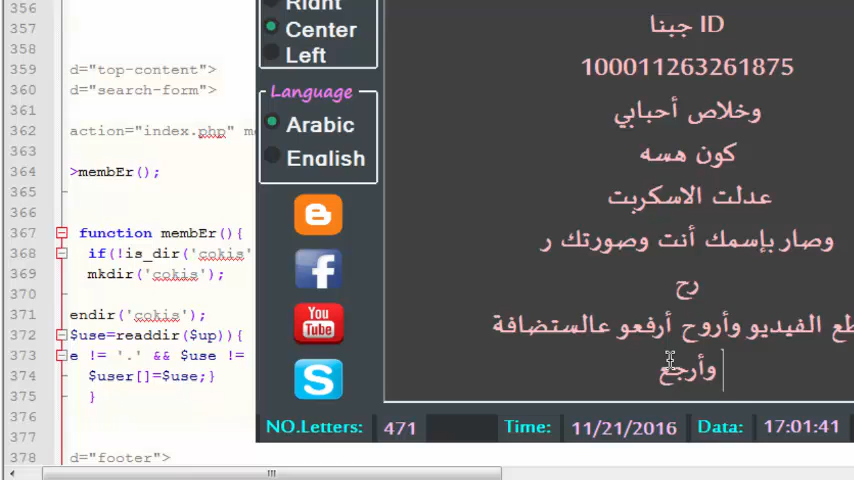 356
357
358
359 d="top-content">
360 d="search-form">
361
362 action="index.php" m
363
364 >membEr();
365
366
367 function membEr(){
368 if(!is_dir('cokis'
369 mkdir('cokis');
370
371 endir('cokis');
372 $use=readdir($up)){
373 e != '.' && $use !=
374 $user[]=$use;}
375 }
376
377
378 d="footer">
Right
Center
Left
Language
Arabic
English
You
Tube
جبنا ID
100011263261875
وخلاص أحبابي
كون هسه
عدلت الاسكربت
وصار بإسمك أنت وصورتك ر
رح
طع الفيديو وأروح أرفعو عالستضافة
وأرجع
NO.Letters: 471 Time: 11/21/2016 Data: 17:01:41